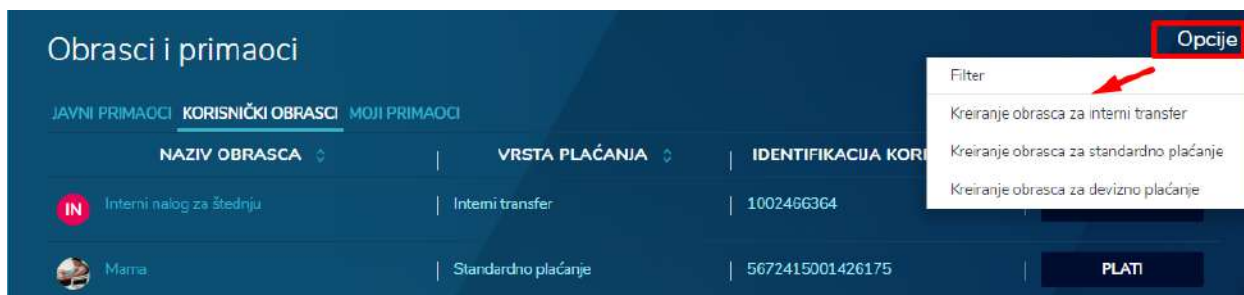 Obrasci i primaoci
Opcije
Filter
Kreiranje obrasca za interni transfer
Kreiranje obrasca za standardno plaćanje
Kreiranje obrasca za devizno plaćanje
JAVNI PRIMAOCI KORISNIČKI OBRASCI MOJI PRIMAOCI
NAZIV OBRASCA VRSTA PLAĆANJA IDENTIFIKACIJA KORI
IN Interni nalog za štednju Interni transfer 1002466364
Mama Standardno plaćanje 5672415001426175 PLATI